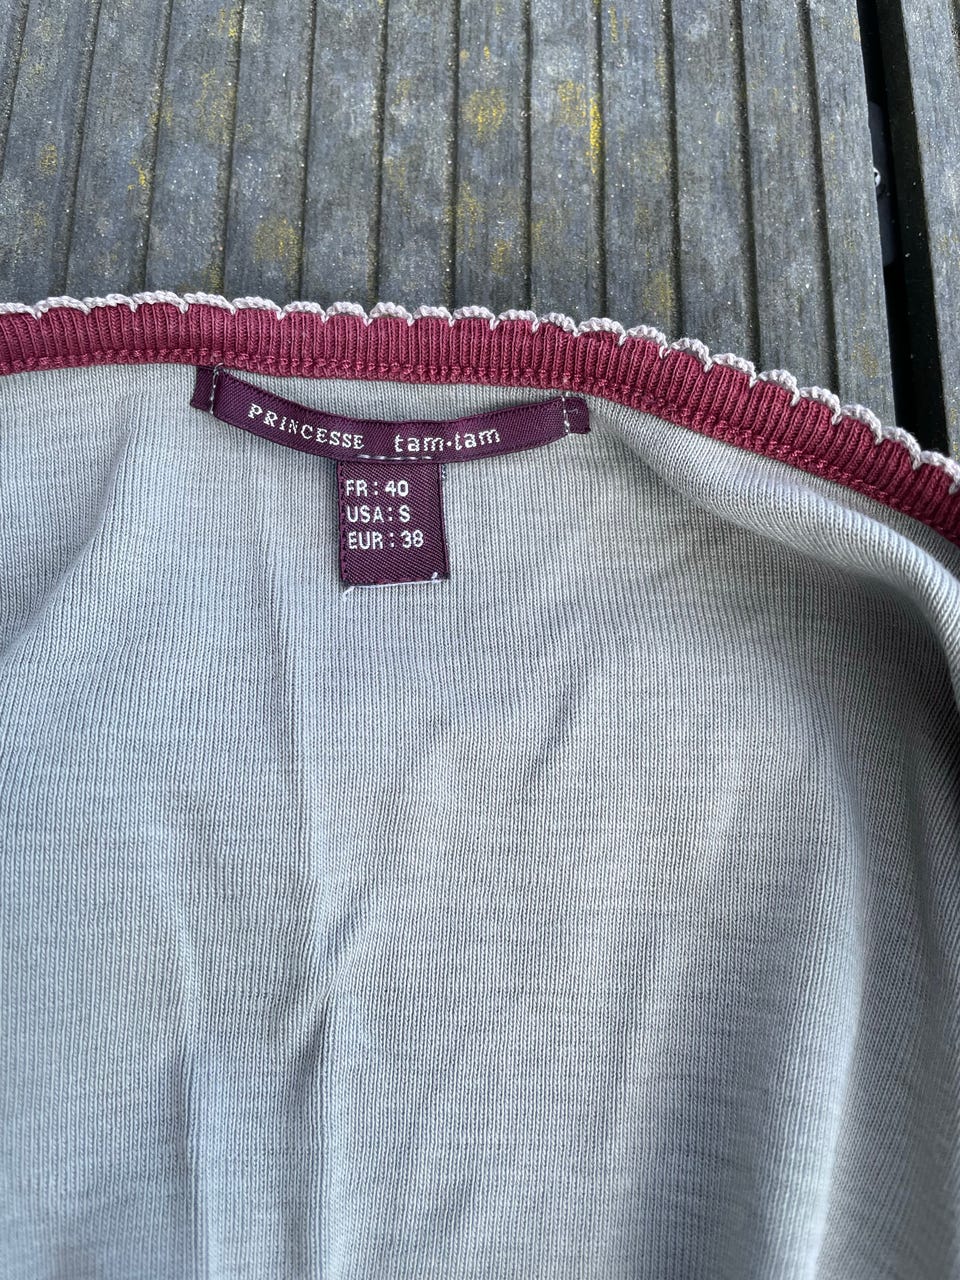 PRINCESSE tam·tam
FR : 40
USA : S
EUR : 38